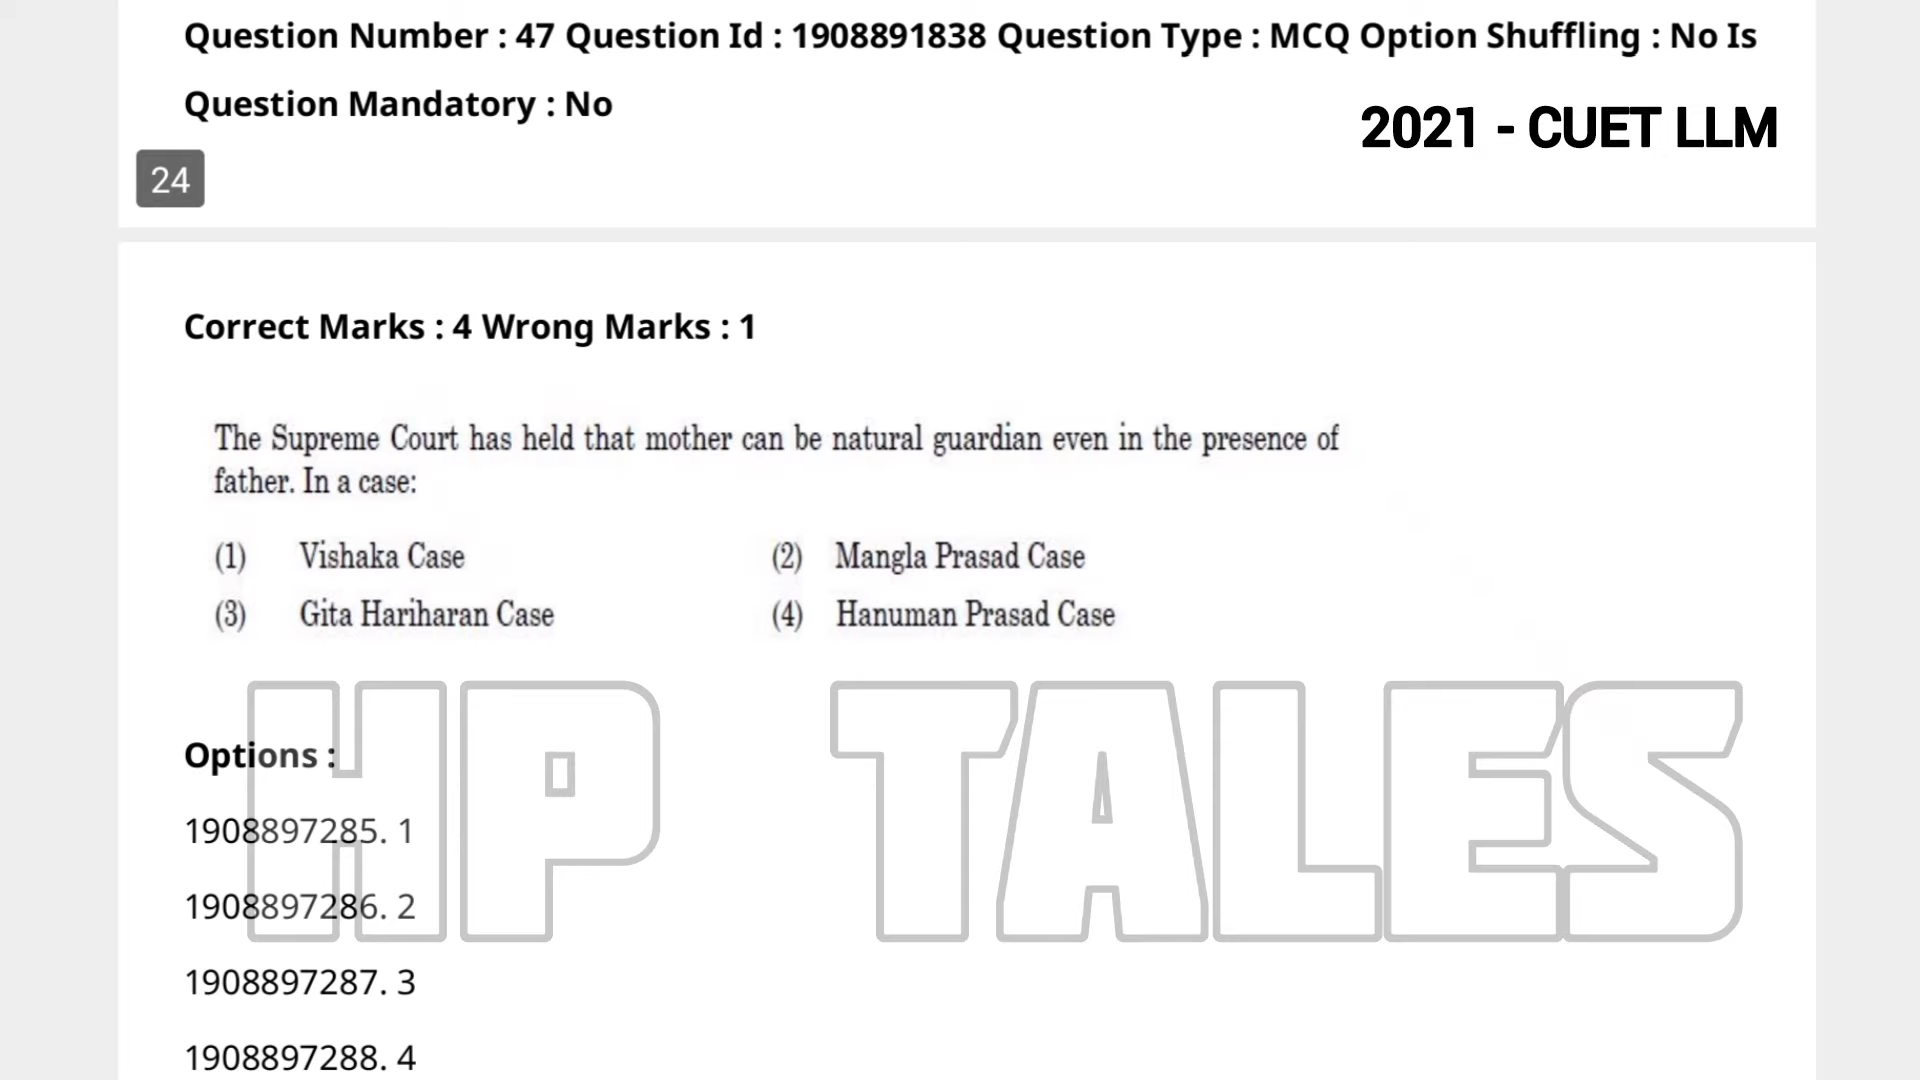 Question Number : 47 Question Id : 1908891838 Question Type : MCQ Option Shuffling : No Is
Question Mandatory : No
2021 - CUET LLM
24
Correct Marks : 4 Wrong Marks : 1
The Supreme Court has held that mother can be natural guardian even in the presence of
father. In a case:
(1) Vishaka Case (2) Mangla Prasad Case
(3) Gita Hariharan Case (4) Hanuman Prasad Case
HP TALES
Options :
1908897285. 1
1908897286. 2
1908897287. 3
1908897288. 4